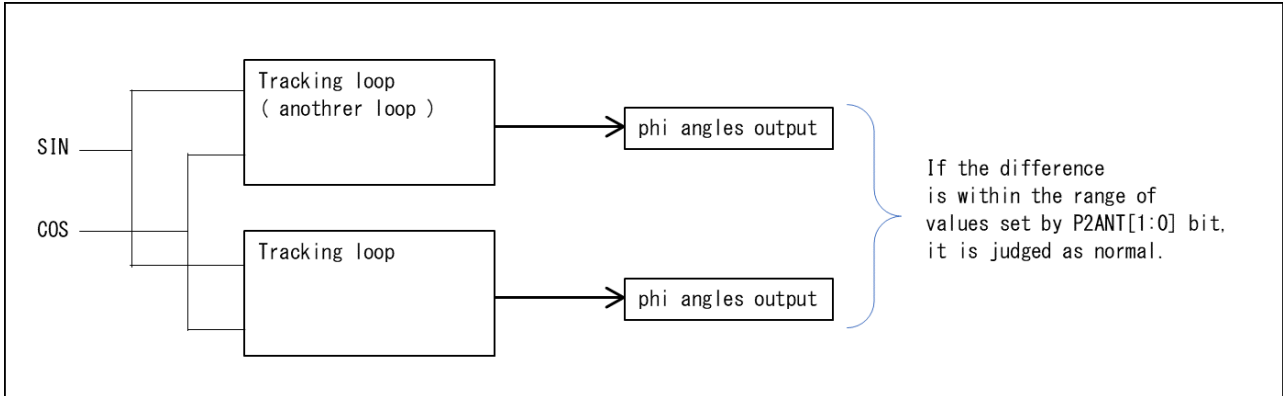 Tracking loop
( anothrer loop )
phi angles output
SIN
COS
If the difference
is within the range of
values set by P2ANT[1:0] bit,
it is judged as normal.
Tracking loop
phi angles output